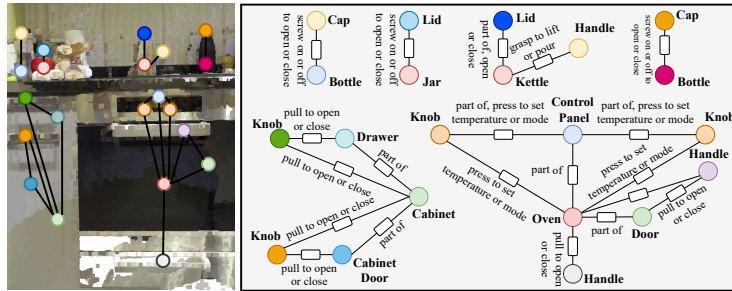 Cap
screw on or off
to open or close
Bottle
Lid
screw on or off
to open or close
Jar
Lid
part of, open
or close
Kettle
grasp to lift
or pour
Handle
Cap
screw on or off to
open or close
Bottle
Knob
pull to open
or close
Drawer
part of
pull to open or close
Cabinet
pull to open or close
part of
Knob
pull to open
or close
Cabinet
Door
Knob
part of, press to set
temperature or mode
Control
Panel
part of, press to set
temperature or mode
Knob
press to set
temperature or mode
part of
press to set
temperature or mode
Handle
pull to open
or close
Oven
part of
Door
pull to open
or close
Handle